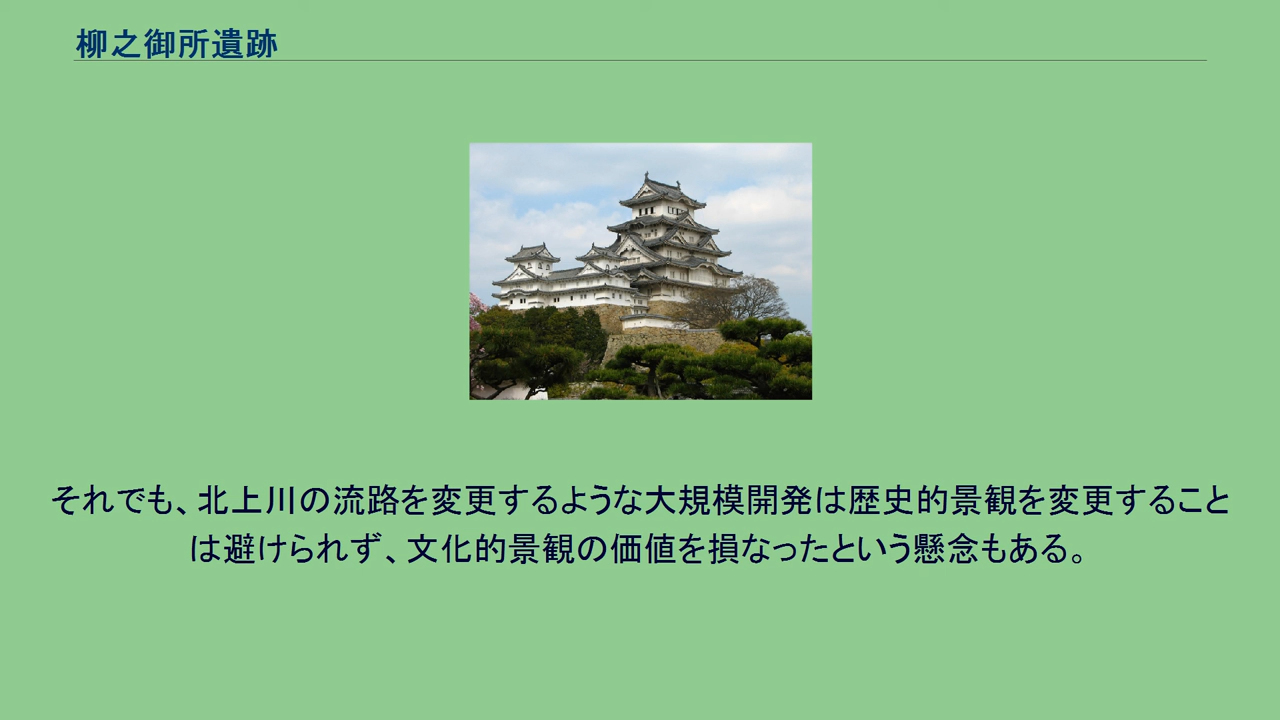 柳之御所遺跡
それでも、北上川の流路を変更するような大規模開発は歴史的景観を変更すること
は避けられず、文化的景観の価値を損なったという懸念もある。